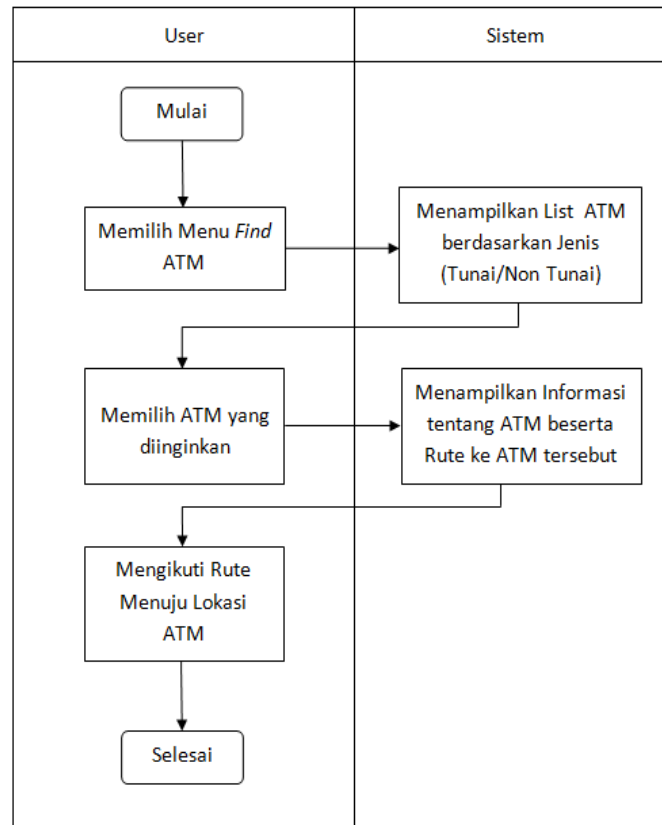 User
Sistem
Mulai
Memilih Menu Find
ATM
Menampilkan List ATM
berdasarkan Jenis
(Tunai/Non Tunai)
Memilih ATM yang
diinginkan
Menampilkan Informasi
tentang ATM beserta
Rute ke ATM tersebut
Mengikuti Rute
Menuju Lokasi
ATM
Selesai